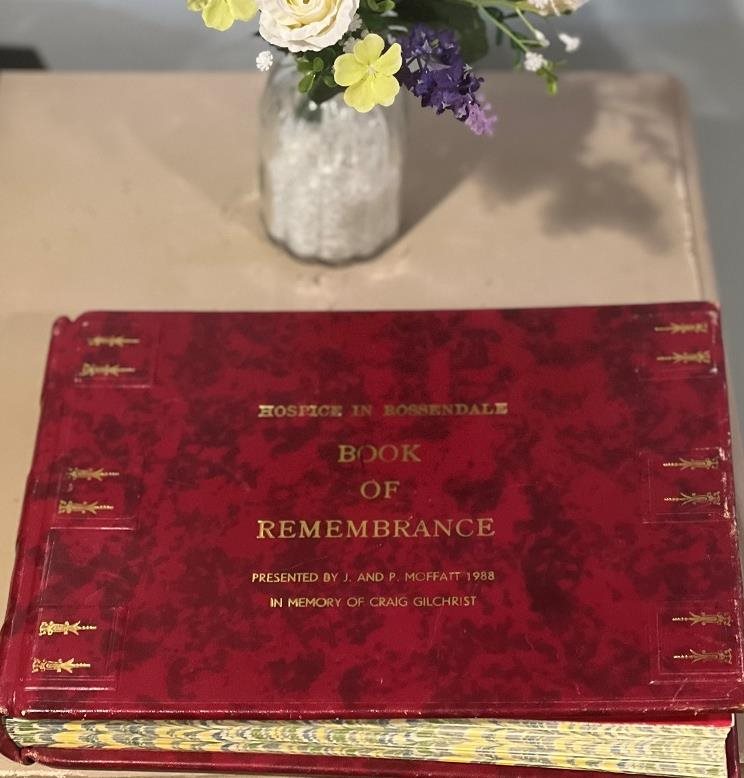 HOSPICE IN ROSSENDALE
BOOK
OF
REMEMBRANCE
PRESENTED BY J. AND P. MOFFATT 1988
IN MEMORY OF CRAIG GILCHRIST